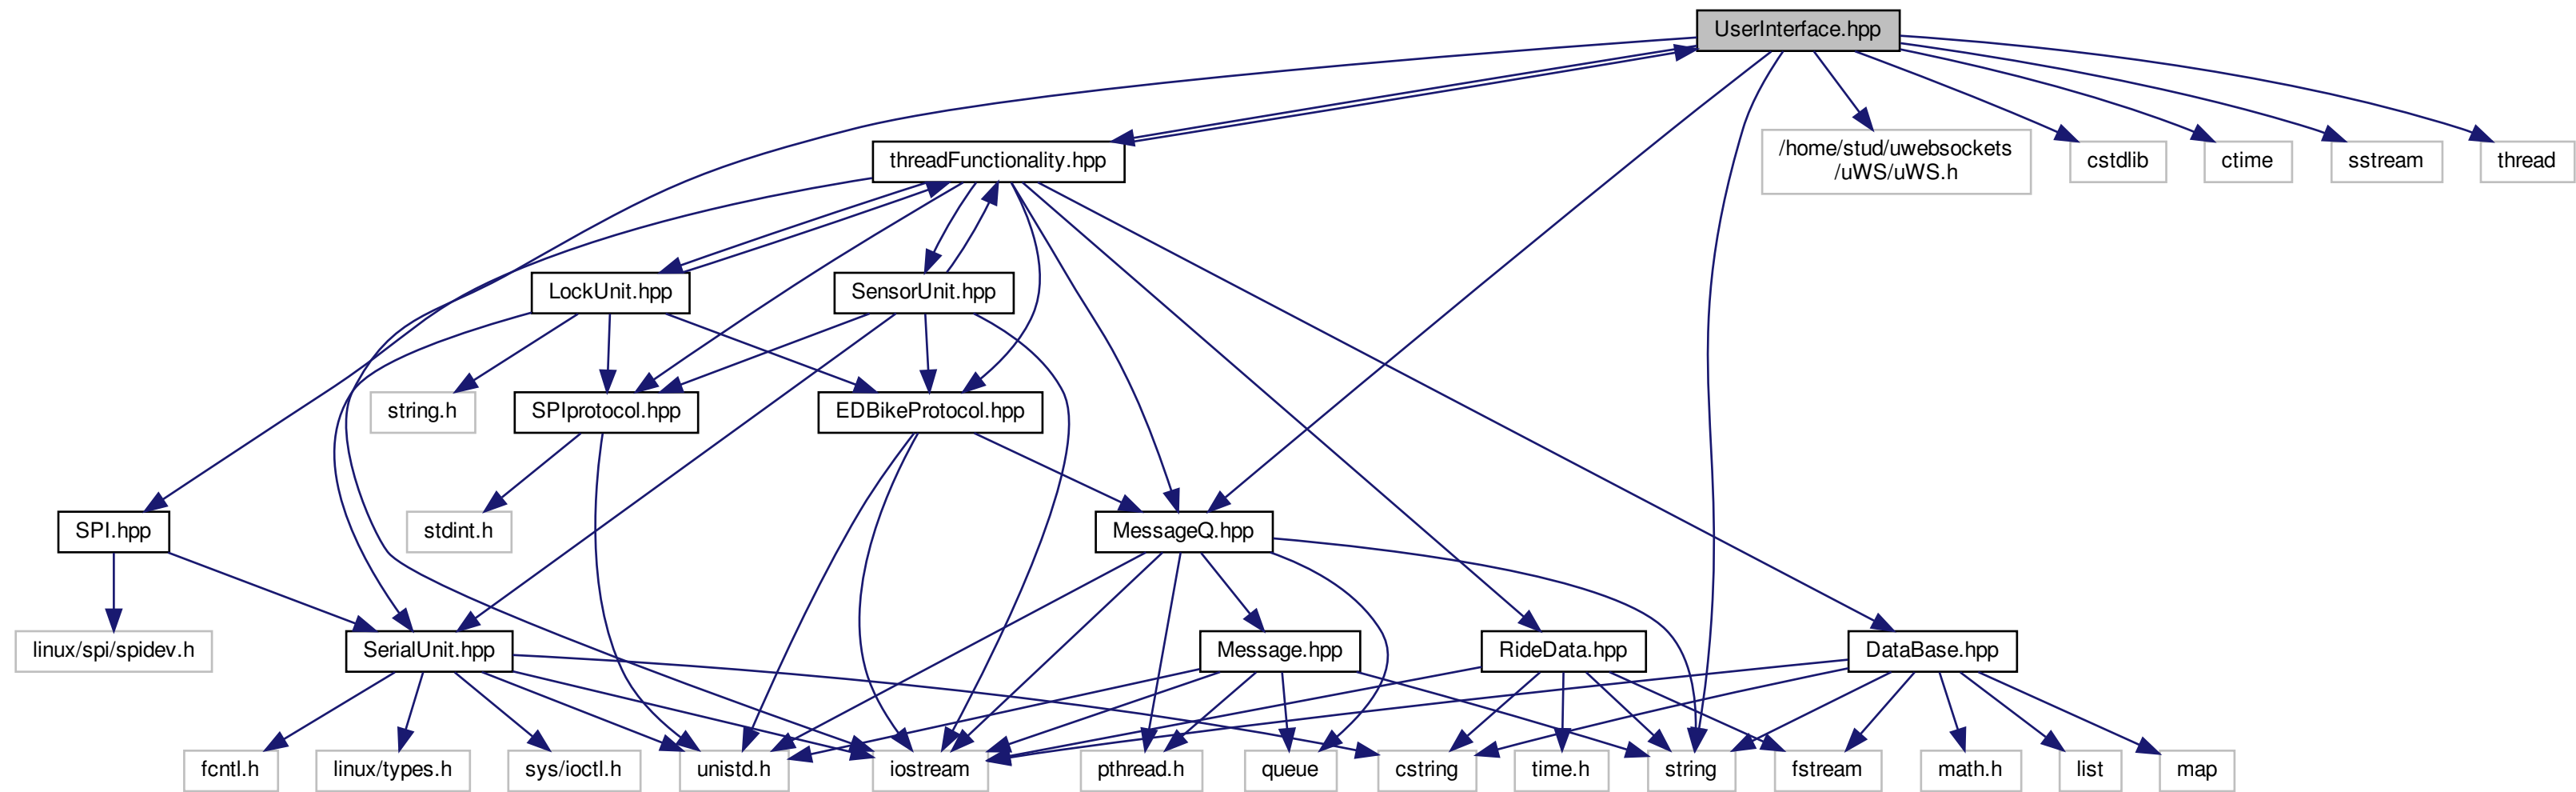 UserInterface.hpp
threadFunctionality.hpp
/home/stud/uwebsockets
/uWS/uWS.h
cstdlib
ctime
sstream
thread
LockUnit.hpp
SensorUnit.hpp
string.h
SPIprotocol.hpp
EDBikeProtocol.hpp
SPI.hpp
stdint.h
MessageQ.hpp
linux/spi/spidev.h
SerialUnit.hpp
Message.hpp
RideData.hpp
DataBase.hpp
fcntl.h
linux/types.h
sys/ioctl.h
unistd.h
iostream
pthread.h
queue
cstring
time.h
string
fstream
math.h
list
map